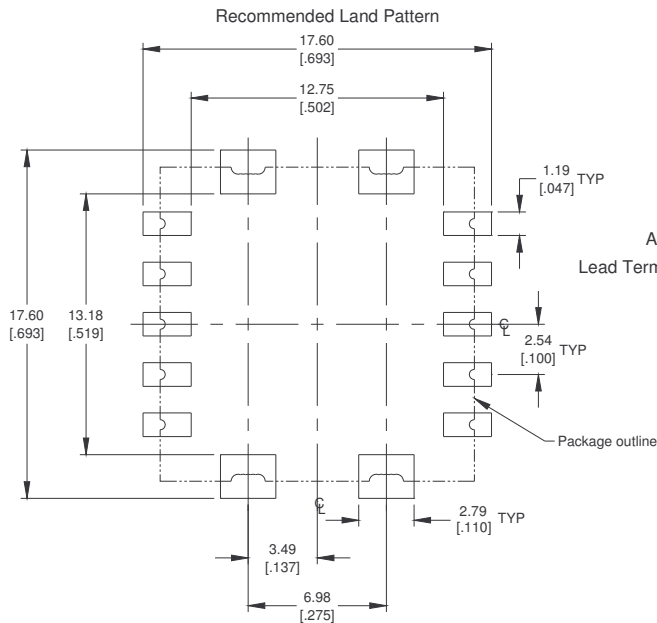 Recommended Land Pattern
17.60
[.693]
12.75
[.502]
1.19
[.047]
TYP
A
Lead Term
17.60
[.693]
13.18
[.519]
℄
2.54
[.100]
TYP
Package outline
℄
2.79
[.110]
TYP
3.49
[.137]
6.98
[.275]